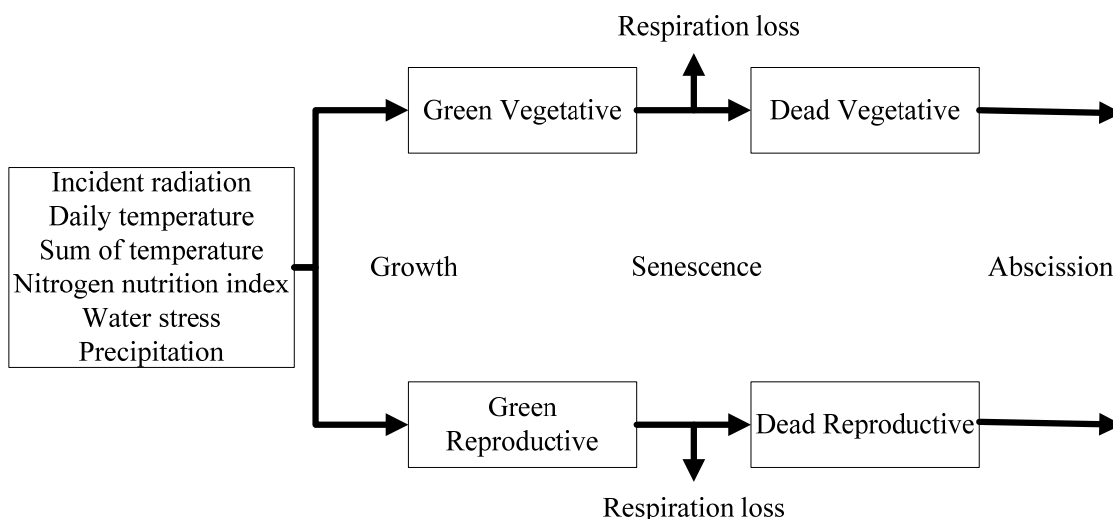 Respiration loss
Green Vegetative
Dead Vegetative
Incident radiation
Daily temperature
Sum of temperature
Nitrogen nutrition index
Water stress
Precipitation
Growth
Senescence
Abscission
Green
Reproductive
Dead Reproductive
Respiration loss